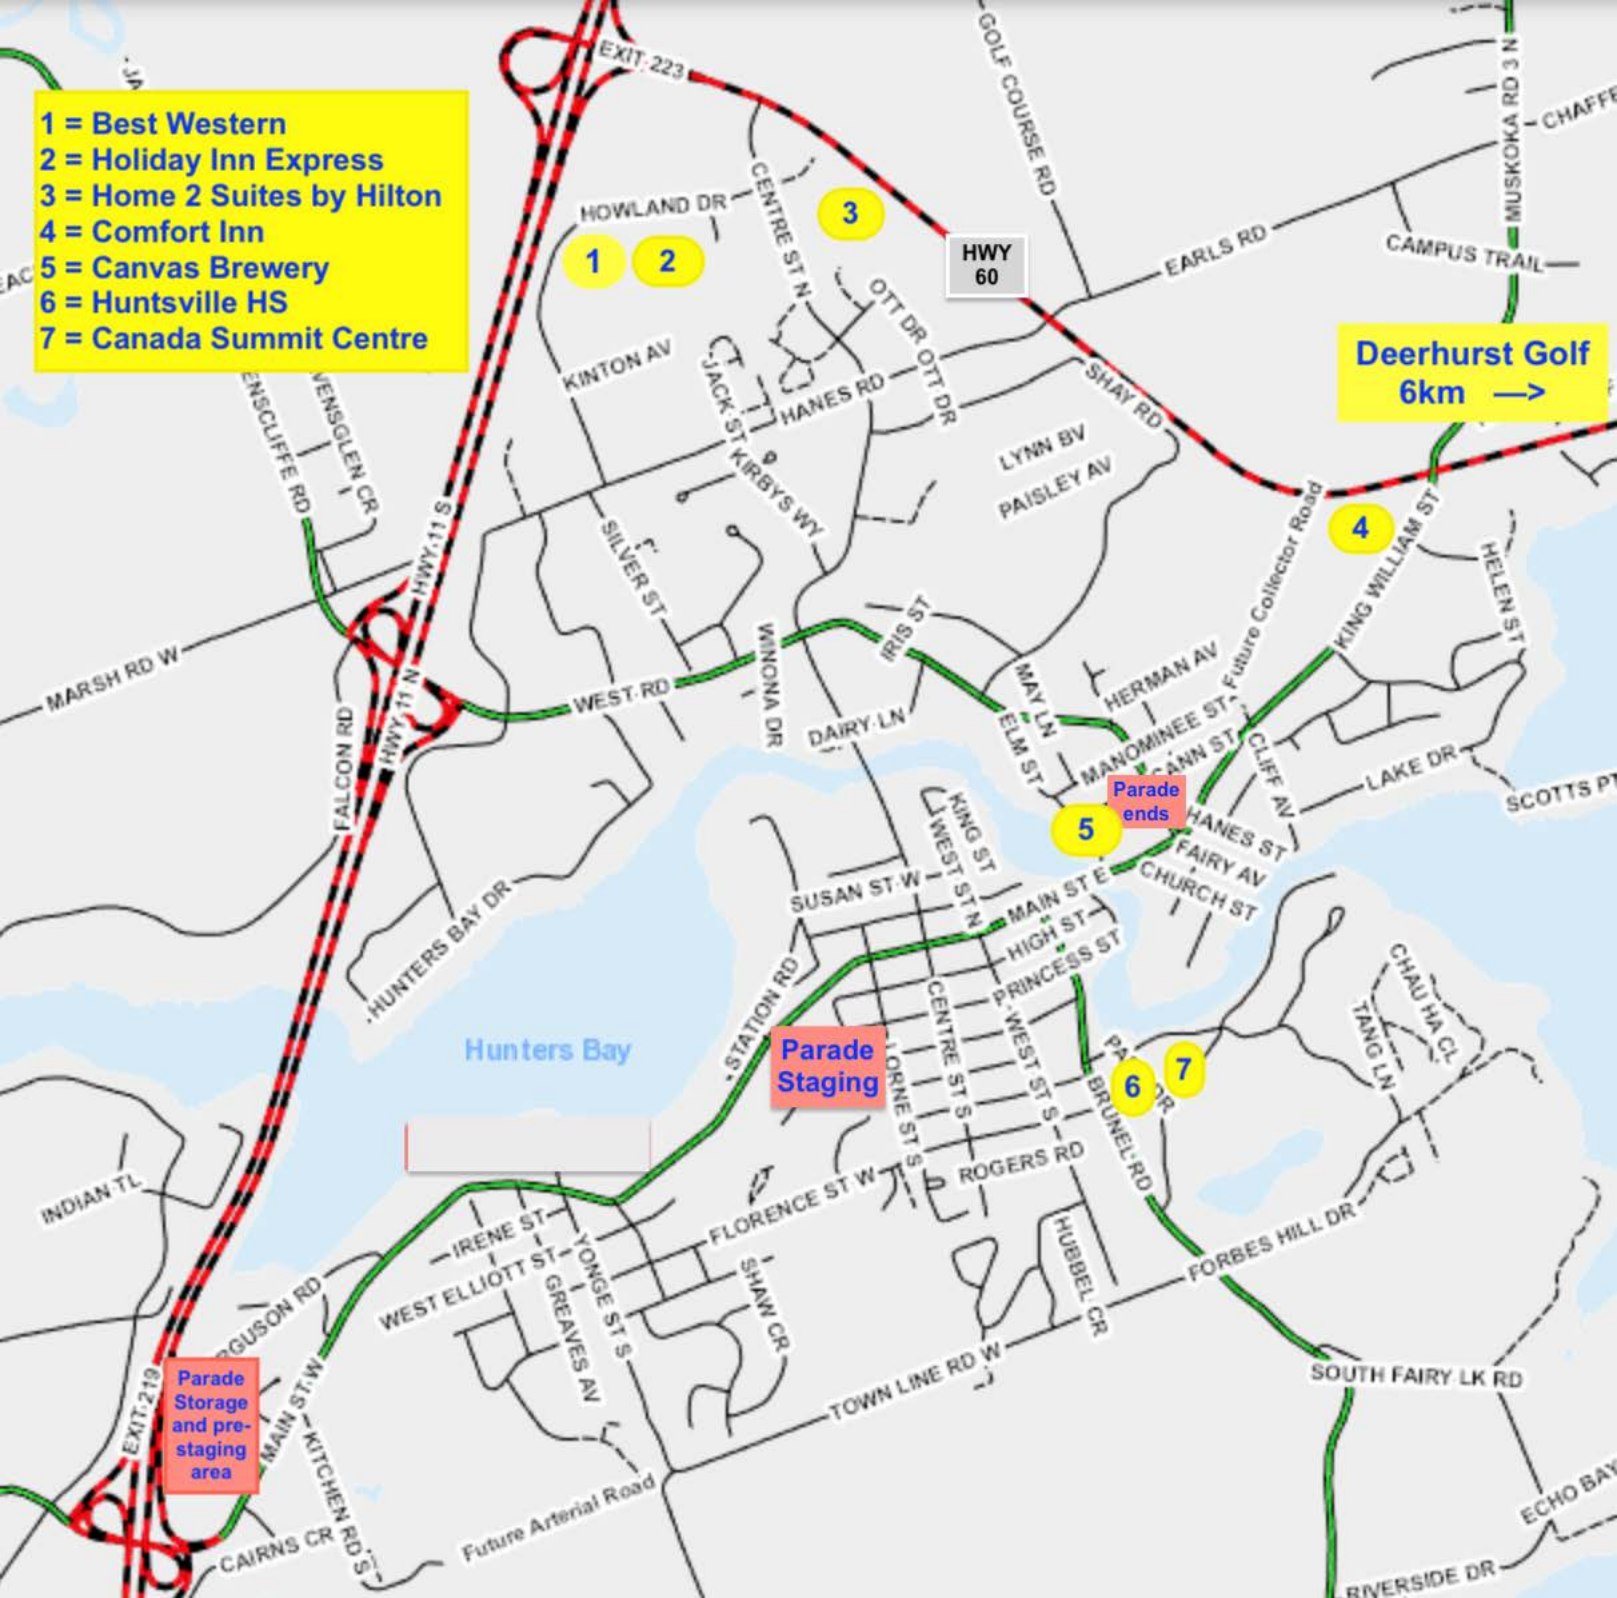 EXIT 223
GOLF COURSE RD
MUSKOKA RD 3 N
1 = Best Western
2 = Holiday Inn Express
3 = Home 2 Suites by Hilton
4 = Comfort Inn
5 = Canvas Brewery
6 = Huntsville HS
7 = Canada Summit Centre
HOWLAND DR
CENTRE ST N
3
1
2
HWY
60
EARLS RD
CAMPUS TRAIL
OTT DR
OTT DR
KINTON AV
JACK ST
HANES RD
SHAY RD
Deerhurst Golf
6km —>
LYNN BV
PAISLEY AV
KIRBYS WY
SILVER ST
HWY 11 S
Future Collector Road
4
KING WILLIAM ST
HELEN ST
MARSH RD W
WINONA DR
IRIS ST
WEST RD
HWY 11 N
FALCON RD
DAIRY LN
MAY LN
ELM ST
HERMAN AV
MANOMINEE ST
CANN ST
CLIFF AV
LAKE DR
SCOTTS PT
Parade
ends
5
HANES ST
FAIRY AV
CHURCH ST
KING ST
WEST ST N
SUSAN ST W
MAIN ST E
HIGH ST
PRINCESS ST
HUNTERS BAY DR
STATION RD
Hunters Bay
Parade
Staging
CENTRE ST S
WEST ST S
LORNE ST S
6
7
BRUNEL RD
CHAU HA CL
TANG LN
ROGERS RD
FLORENCE ST W
INDIAN TL
IRENE ST
WEST ELLIOTT ST
YONGE ST S
GREAVES AV
SHAW CR
HUBBEL CR
FORBES HILL DR
TOWN LINE RD W
SOUTH FAIRY LK RD
EXIT 219
Parade
Storage
and pre-
staging
area
MAIN ST W
KITCHEN RD S
CAIRNS CR
Future Arterial Road
ECHO BAY
RIVERSIDE DR